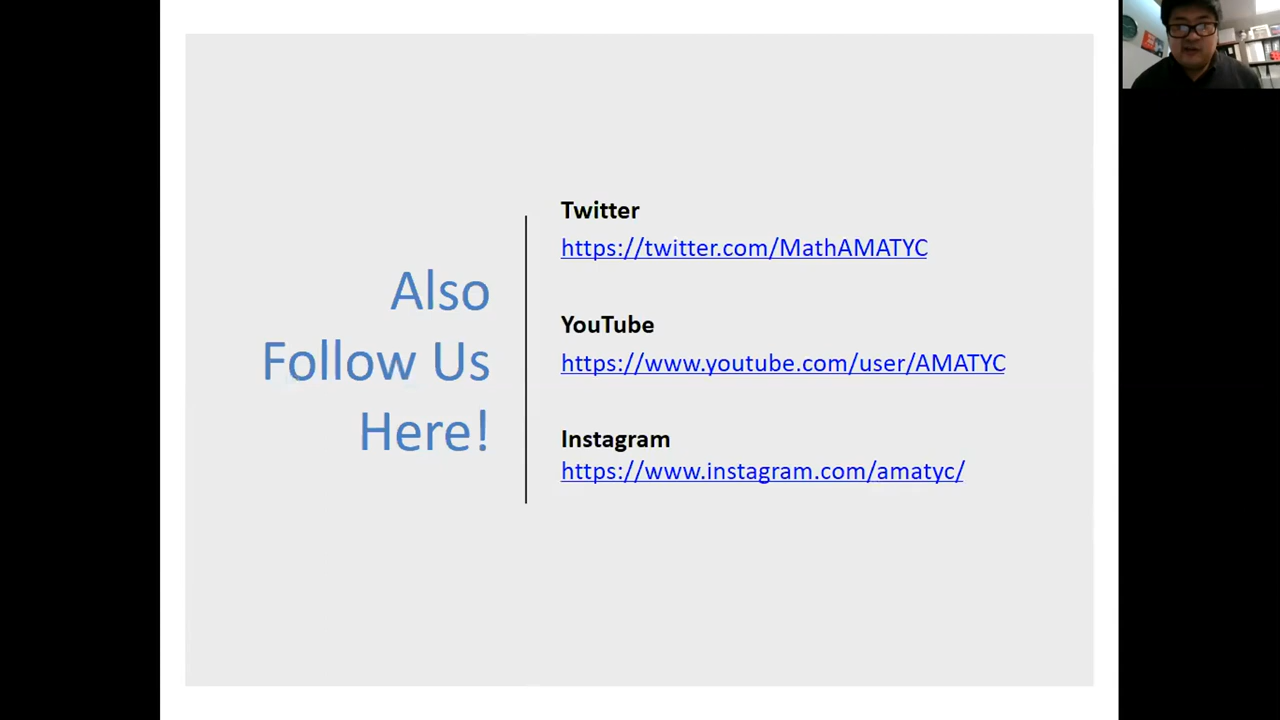 Also
Follow Us
Here!
Twitter
https://twitter.com/MathAMATYC
YouTube
https://www.youtube.com/user/AMATYC
Instagram
https://www.instagram.com/amatyc/